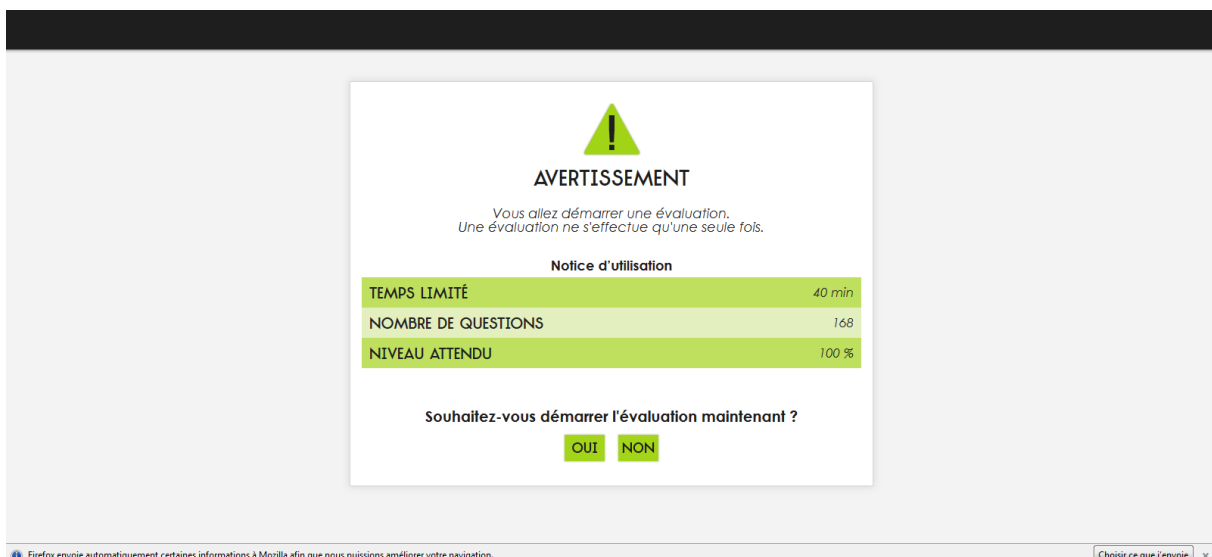 !
AVERTISSEMENT
Vous allez démarrer une évaluation.
Une évaluation ne s'effectue qu'une seule fois.
Notice d'utilisation
TEMPS LIMITÉ 40 min
NOMBRE DE QUESTIONS 168
NIVEAU ATTENDU 100 %
Souhaitez-vous démarrer l'évaluation maintenant ?
OUI NON
Firefox envoie automatiquement certaines informations à Mozilla afin que nous puissions améliorer votre navigation. Choisir ce que j'envoie ×